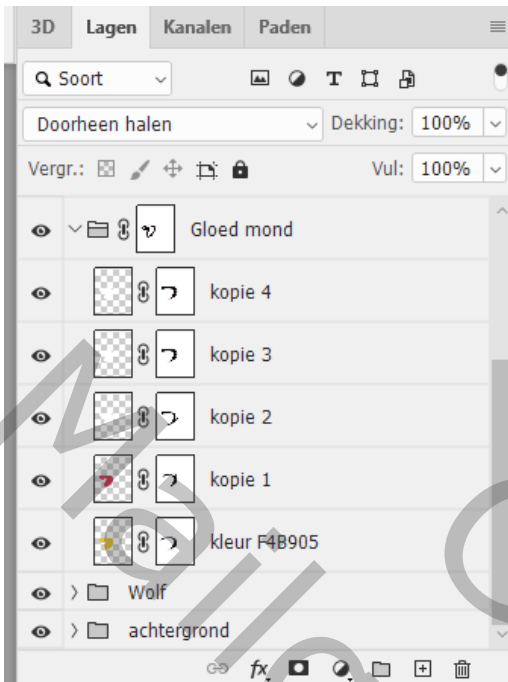 3D Lagen Kanalen Paden
Soort
Doorheen halen Dekking: 100%
Vergr.: Vul: 100%
Gloed mond
kopie 4
kopie 3
kopie 2
kopie 1
kleur F4B905
Wolf
achtergrond
fx